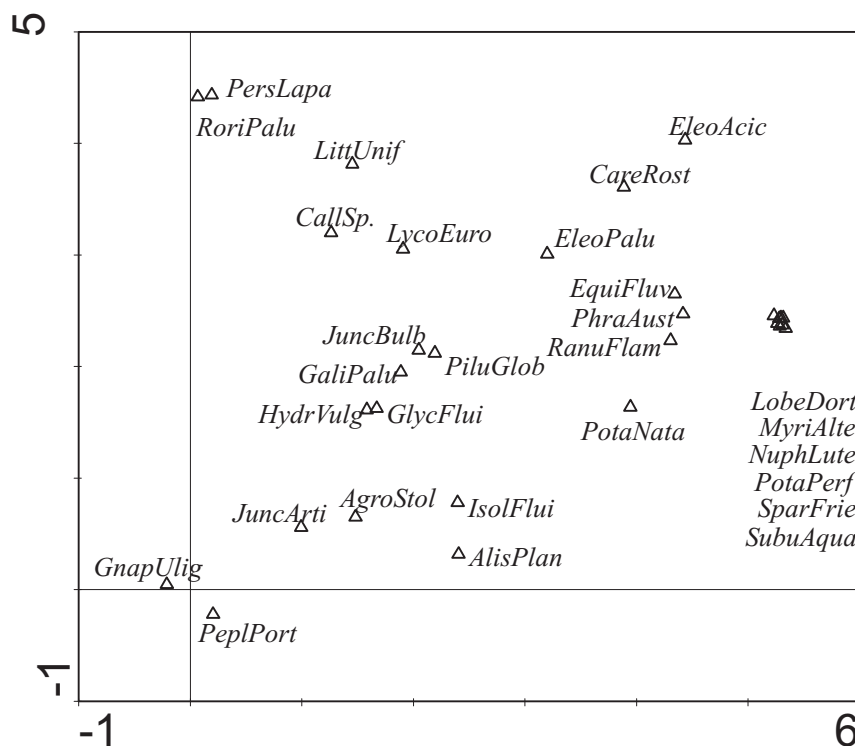 5
PersLapa
RoriPalu
EleoAcic
LittUnif
CareRost
CallSp.
LycoEuro
EleoPalu
EquiFluv
PhraAust
JuncBulb
RanuFlam
PiluGlob
GaliPalu
LobeDort
HydrVulg
GlycFlui
PotaNata
MyriAlte
NuphLute
PotaPerf
AgroStol
JuncArti
IsolFlui
SparFrie
SubuAqua
AlisPlan
GnapUlig
PeplPort
-1
-1
6